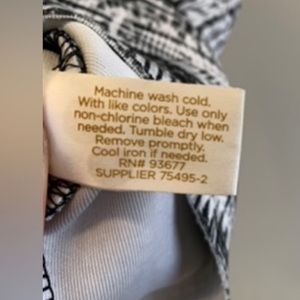 Machine wash cold.
With like colors. Use only
non-chlorine bleach when
needed. Tumble dry low.
Remove promptly.
Cool iron if needed.
RN# 93677
SUPPLIER 75495-2